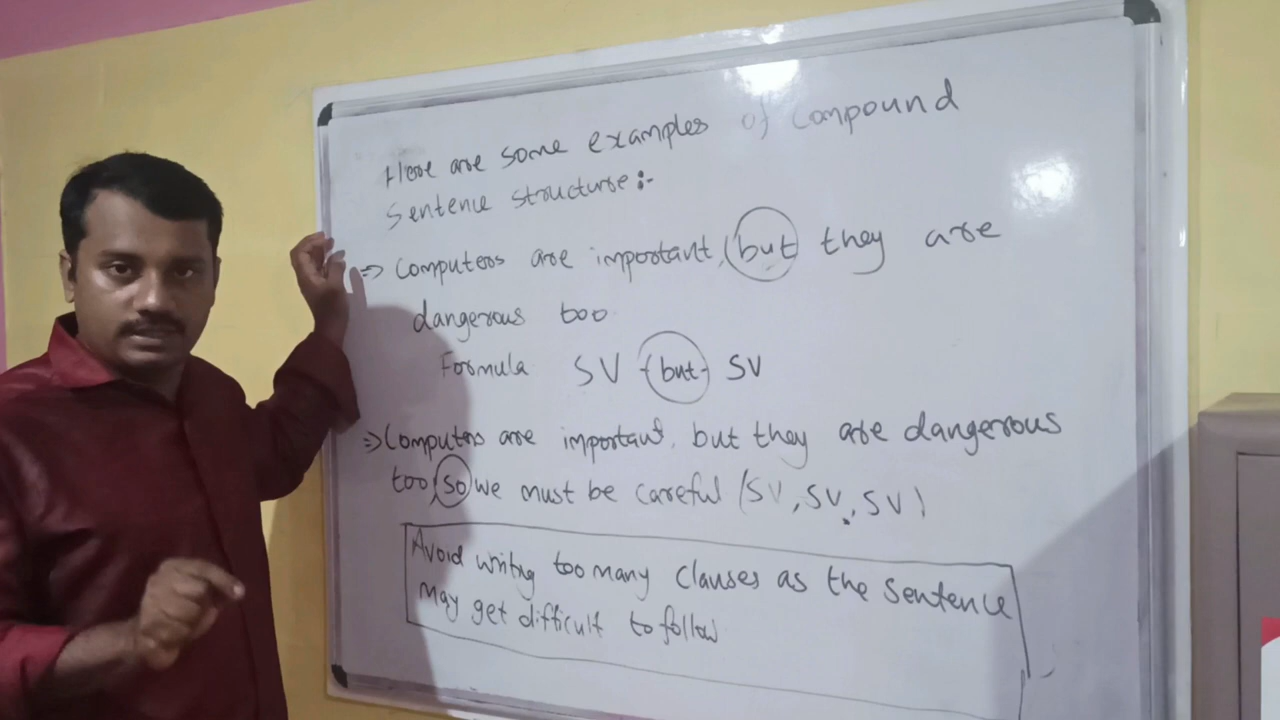 Here are some examples of compound
sentence structure:-
⇒ Computers are important, but they are
dangerous too.
Formula SV but SV
⇒ Computers are important, but they are dangerous
too, so we must be careful (SV, SV, SV)
Avoid writing too many clauses as the sentence
may get difficult to follow